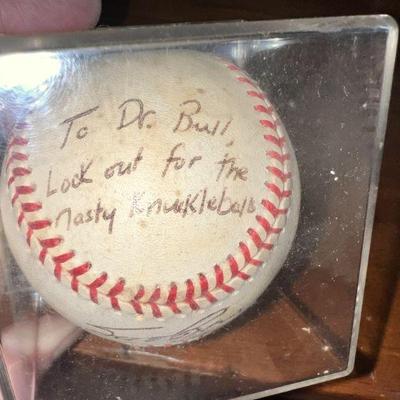 To Dr. Bull,
Look out for the
nasty Knuckleballs